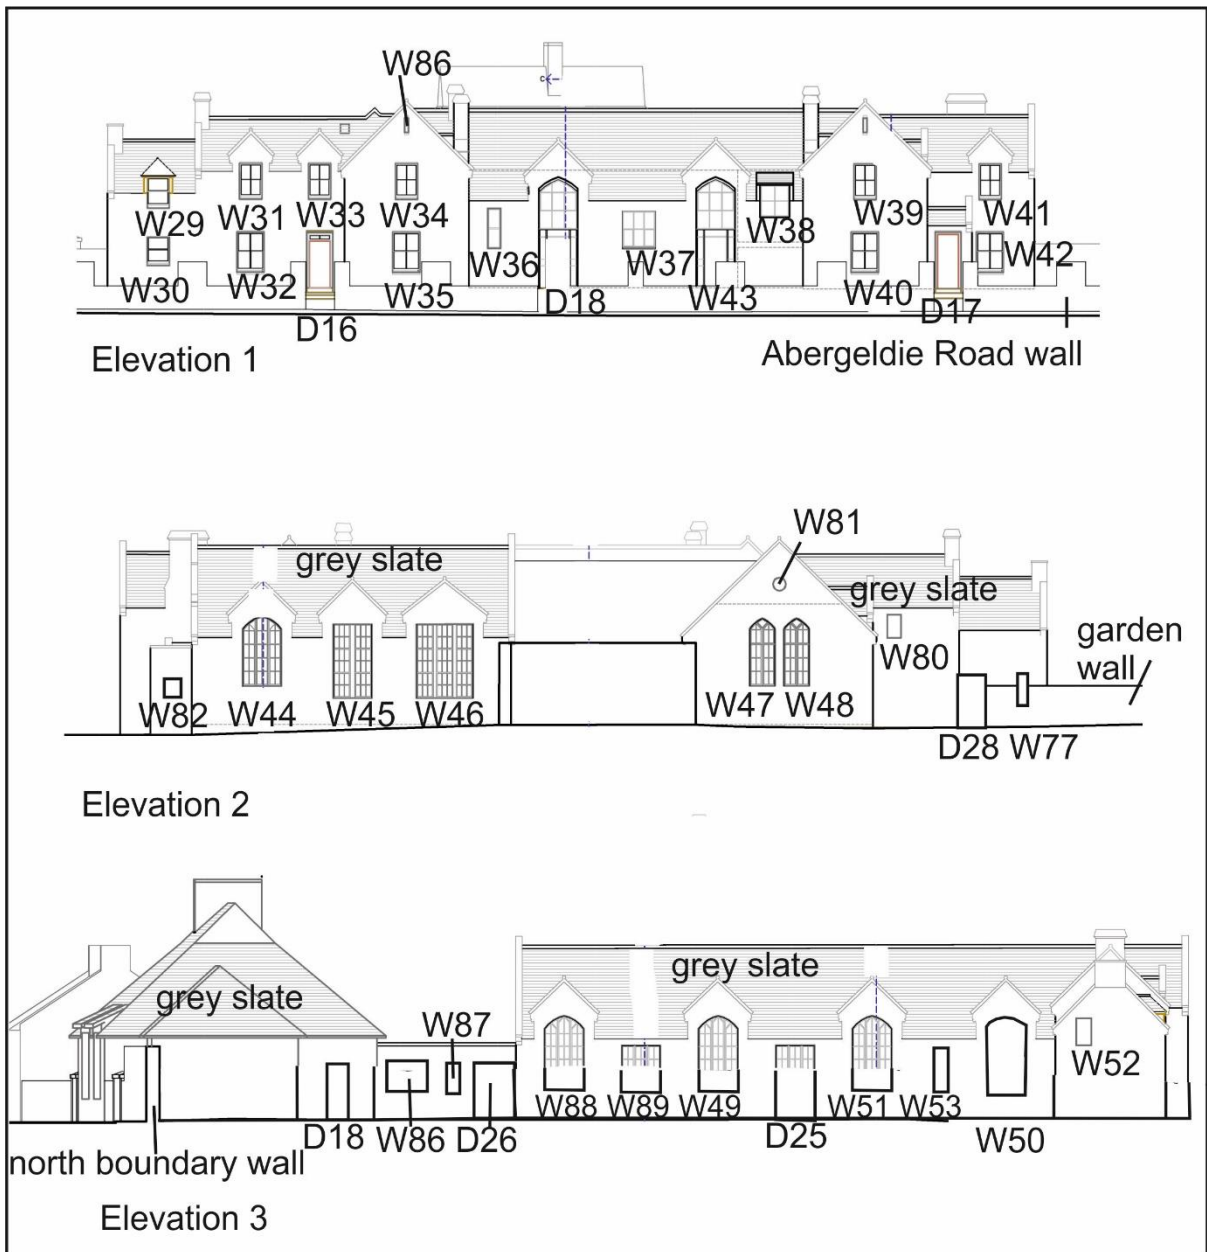 W86
c
W29 W31 W33 W34 W36 W37 W38 W39 W41
W30 W32 W35 W43 W40 W42
D16 D18 D17
Elevation 1
Abergeldie Road wall
W81
grey slate
grey slate
garden
wall
W80
W82 W44 W45 W46 W47 W48
D28 W77
Elevation 2
grey slate
grey slate
W87
W52
W88 W89 W49 W51 W53
D18 W86 D26 D25 W50
north boundary wall
Elevation 3